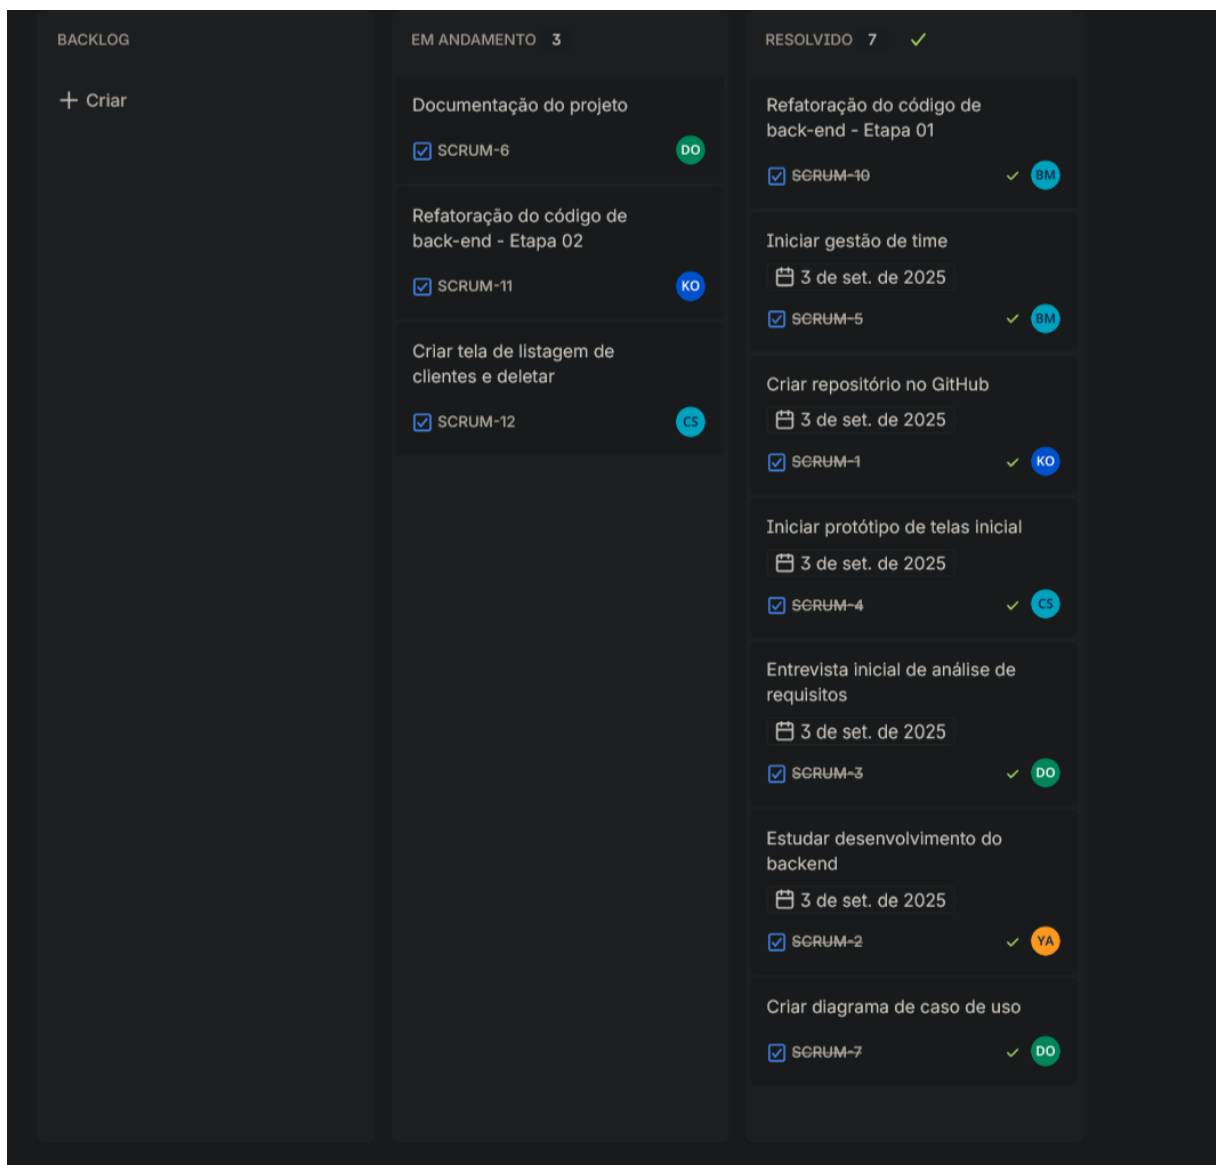 BACKLOG
Criar
EM ANDAMENTO 3
Documentação do projeto
SCRUM-6
DO
Refatoração do código de
back-end - Etapa 02
SCRUM-11
KO
Criar tela de listagem de
clientes e deletar
SCRUM-12
CS
RESOLVIDO 7
Refatoração do código de
back-end - Etapa 01
SCRUM-10
BM
Iniciar gestão de time
3 de set. de 2025
SCRUM-5
BM
Criar repositório no GitHub
3 de set. de 2025
SCRUM-1
KO
Iniciar protótipo de telas inicial
3 de set. de 2025
SCRUM-4
CS
Entrevista inicial de análise de
requisitos
3 de set. de 2025
SCRUM-3
DO
Estudar desenvolvimento do
backend
3 de set. de 2025
SCRUM-2
YA
Criar diagrama de caso de uso
SCRUM-7
DO